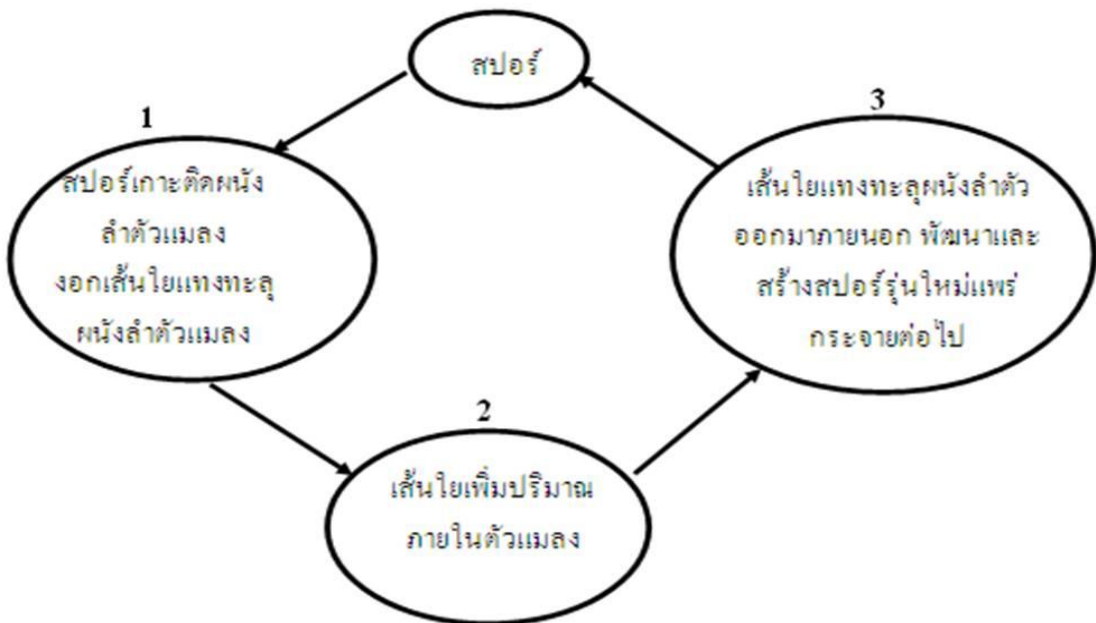 สปอร์
1
สปอร์เกาะติดผนัง
ลำตัวแมลง
งอกเส้นใยแทงทะลุ
ผนังลำตัวแมลง
2
เส้นใยเพิ่มปริมาณ
ภายในตัวแมลง
3
เส้นใยแทงทะลุผนังลำตัว
ออกมาภายนอก พัฒนาและ
สร้างสปอร์รุ่นใหม่แพร่
กระจายต่อไป